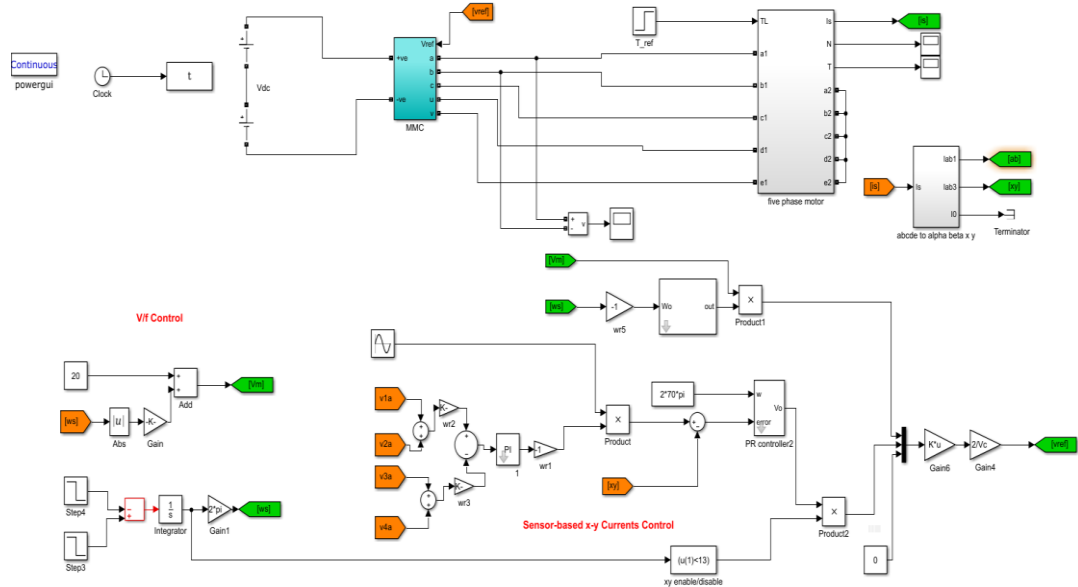 Continuous
powergui
Clock
t
Vdc
[vref]
Vref
+ve
-ve
a
b
c
u
v
MMC
T_ref
TL
a1
b1
c1
d1
e1
Is
N
T
a2
b2
c2
d2
e2
five phase motor
[is]
[is]
Is
Iab1
Iab3
I0
abcde to alpha beta x y
[ab]
[xy]
Terminator
+
-
v
[Vm]
[ws]
-1
wr5
Wo
out
X
Product1
V/f Control
20
+
+
Add
[Vm]
[ws]
|u|
Abs
-K-
Gain
Step4
Step3
−
+
1
s
Integrator
2*pi
Gain1
[ws]
v1a
v2a
v3a
v4a
+
+
K-
wr2
+
+
K-
wr3
+
−
PI
1
-1
wr1
X
Product
2*70*pi
[xy]
+
-
w
error
Vo
PR controller2
Sensor-based x-y Currents Control
(u(1)<13)
xy enable/disable
X
Product2
0
K*u
Gain6
2/Vc
Gain4
[vref]